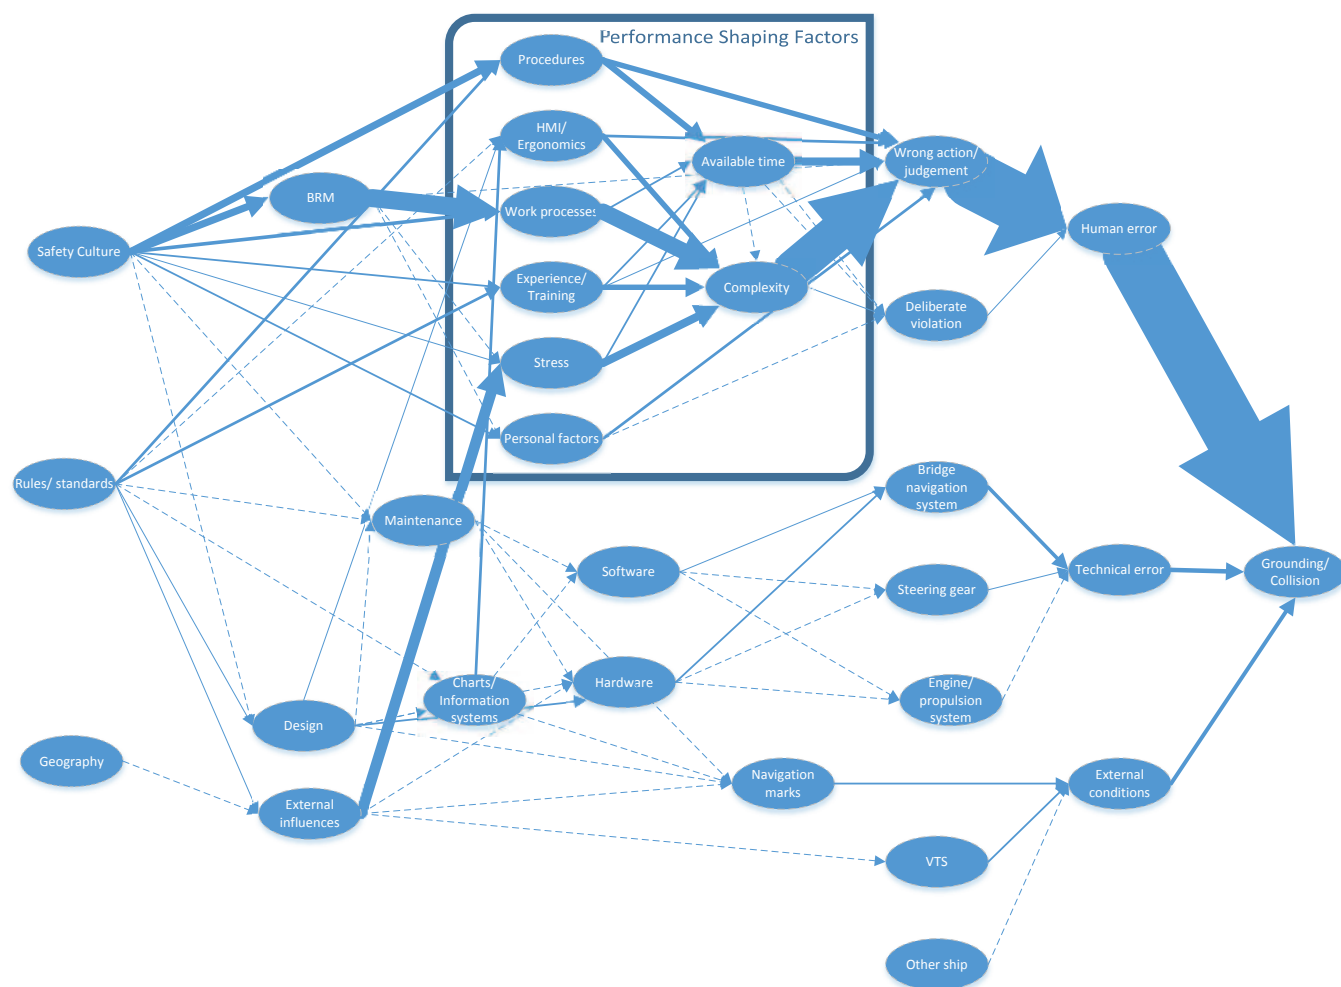 Performance Shaping Factors
Procedures
HMI/
Ergonomics
Available time
Wrong action/
judgement
BRM
Work processes
Human error
Safety Culture
Experience/
Training
Complexity
Deliberate
violation
Stress
Personal factors
Rules/ standards
Bridge
navigation
system
Maintenance
Software
Steering gear
Technical error
Grounding/
Collision
Charts/
Information
systems
Hardware
Engine/
propulsion
system
Design
Geography
External
influences
Navigation
marks
External
conditions
VTS
Other ship